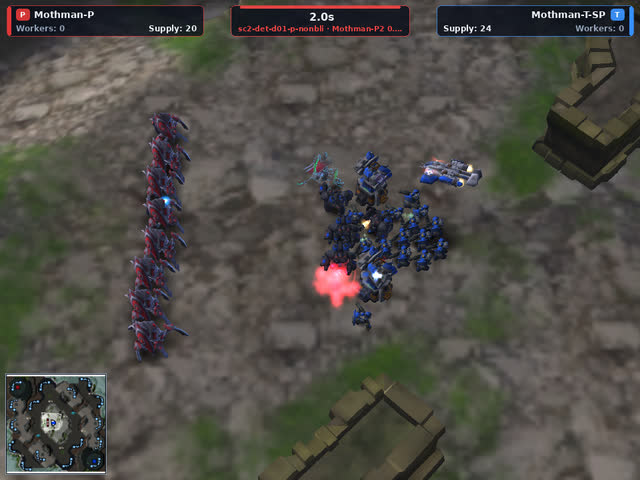 P Mothman-P
Workers: 0 Supply: 20
2.0s
sc2-det-d01-p-nonbli · Mothman-P2 0....
Mothman-T-SP T
Supply: 24 Workers: 0